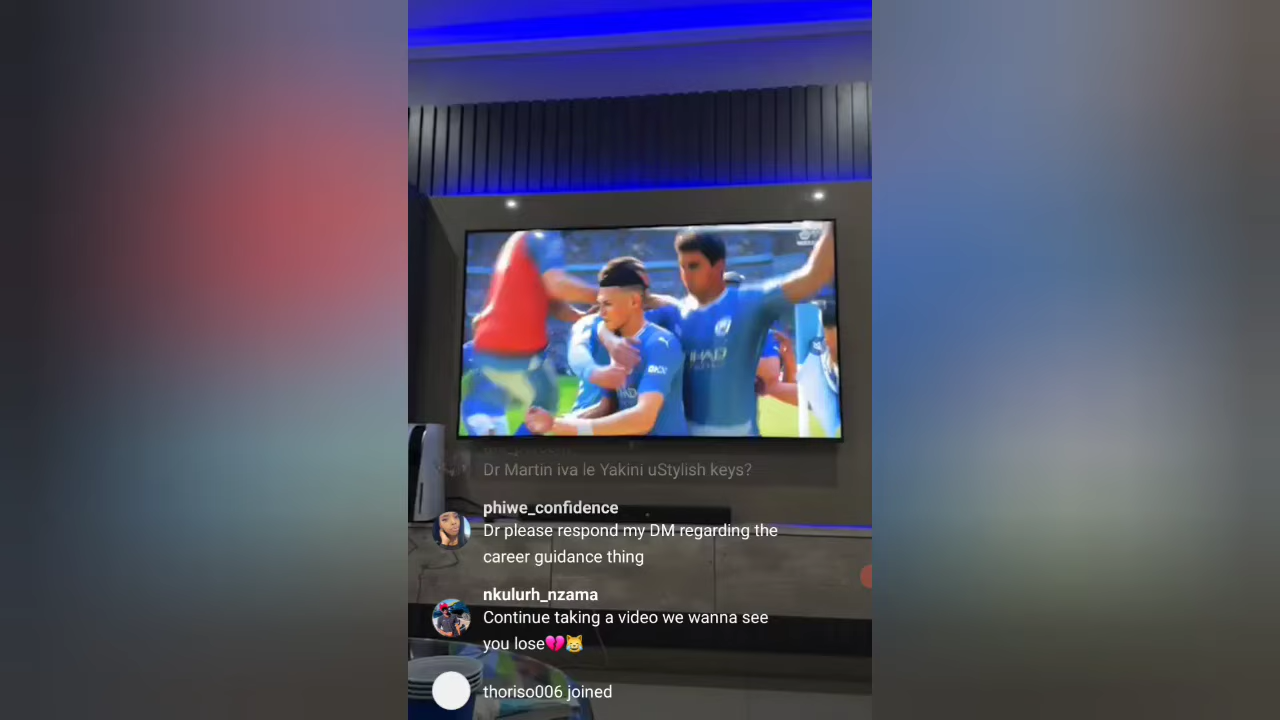 Dr Martin iva le Yakini uStylish keys?
phiwe_confidence
Dr please respond my DM regarding the
career guidance thing
nkulurh_nzama
Continue taking a video we wanna see
you lose💔😹
thoriso006 joined